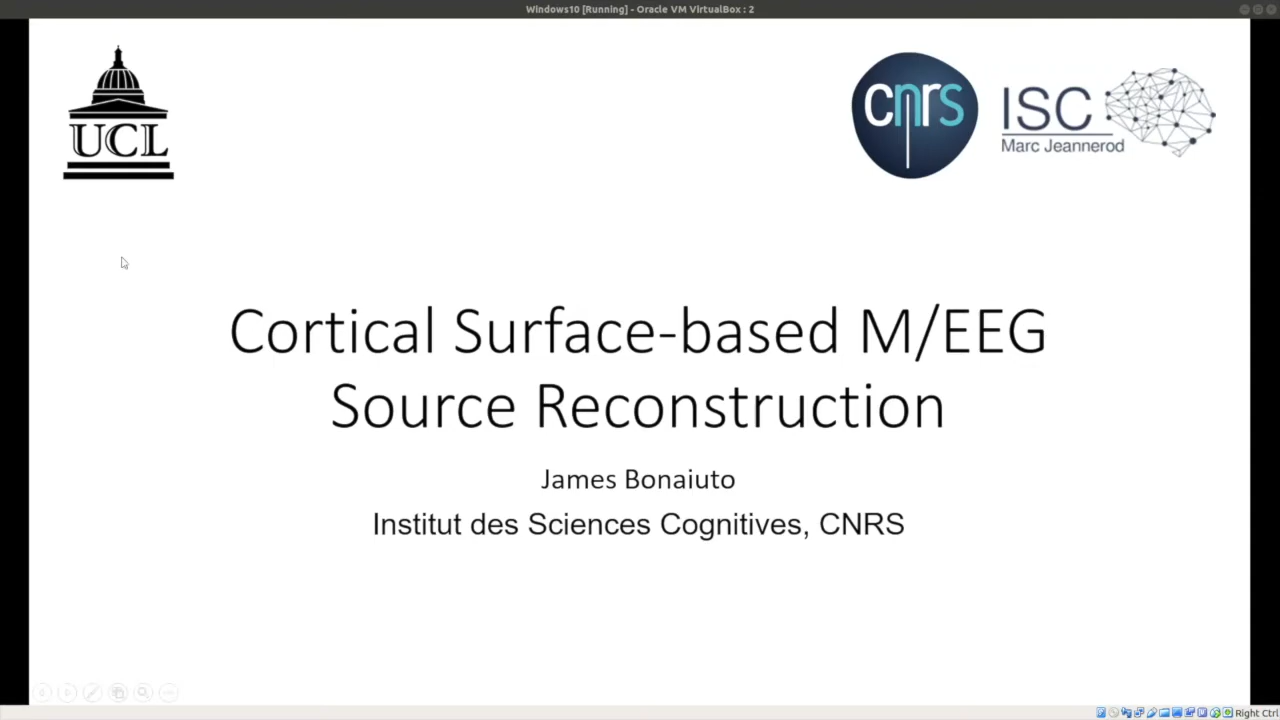 Windows10 [Running] - Oracle VM VirtualBox : 2
UCL
cnrs
ISC
Marc Jeannerod
Cortical Surface-based M/EEG
Source Reconstruction
James Bonaiuto
Institut des Sciences Cognitives, CNRS
Right Ctrl